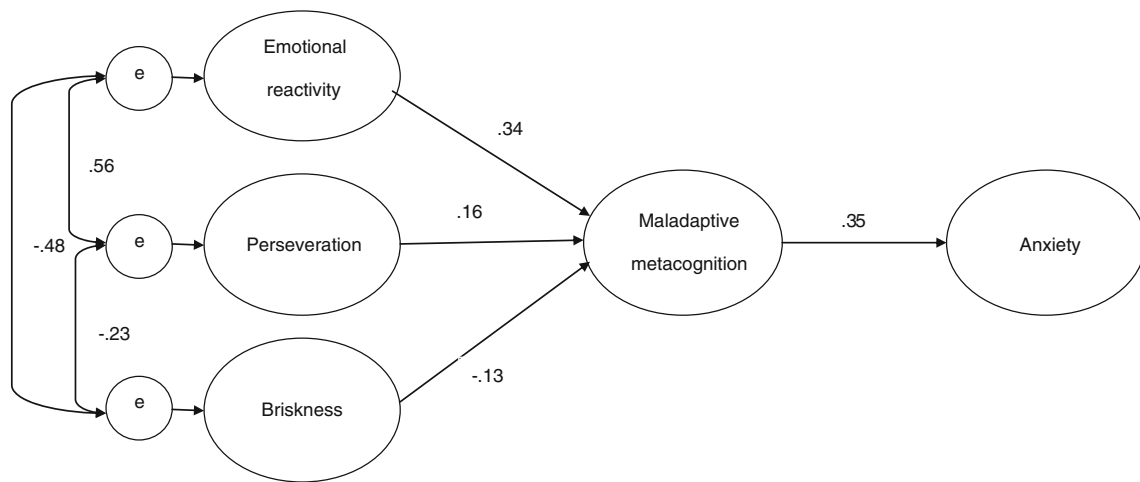 e
Emotional
reactivity
.34
.56
e
Perseveration
.16
Maladaptive
metacognition
.35
Anxiety
-.48
-.23
e
Briskness
-.13